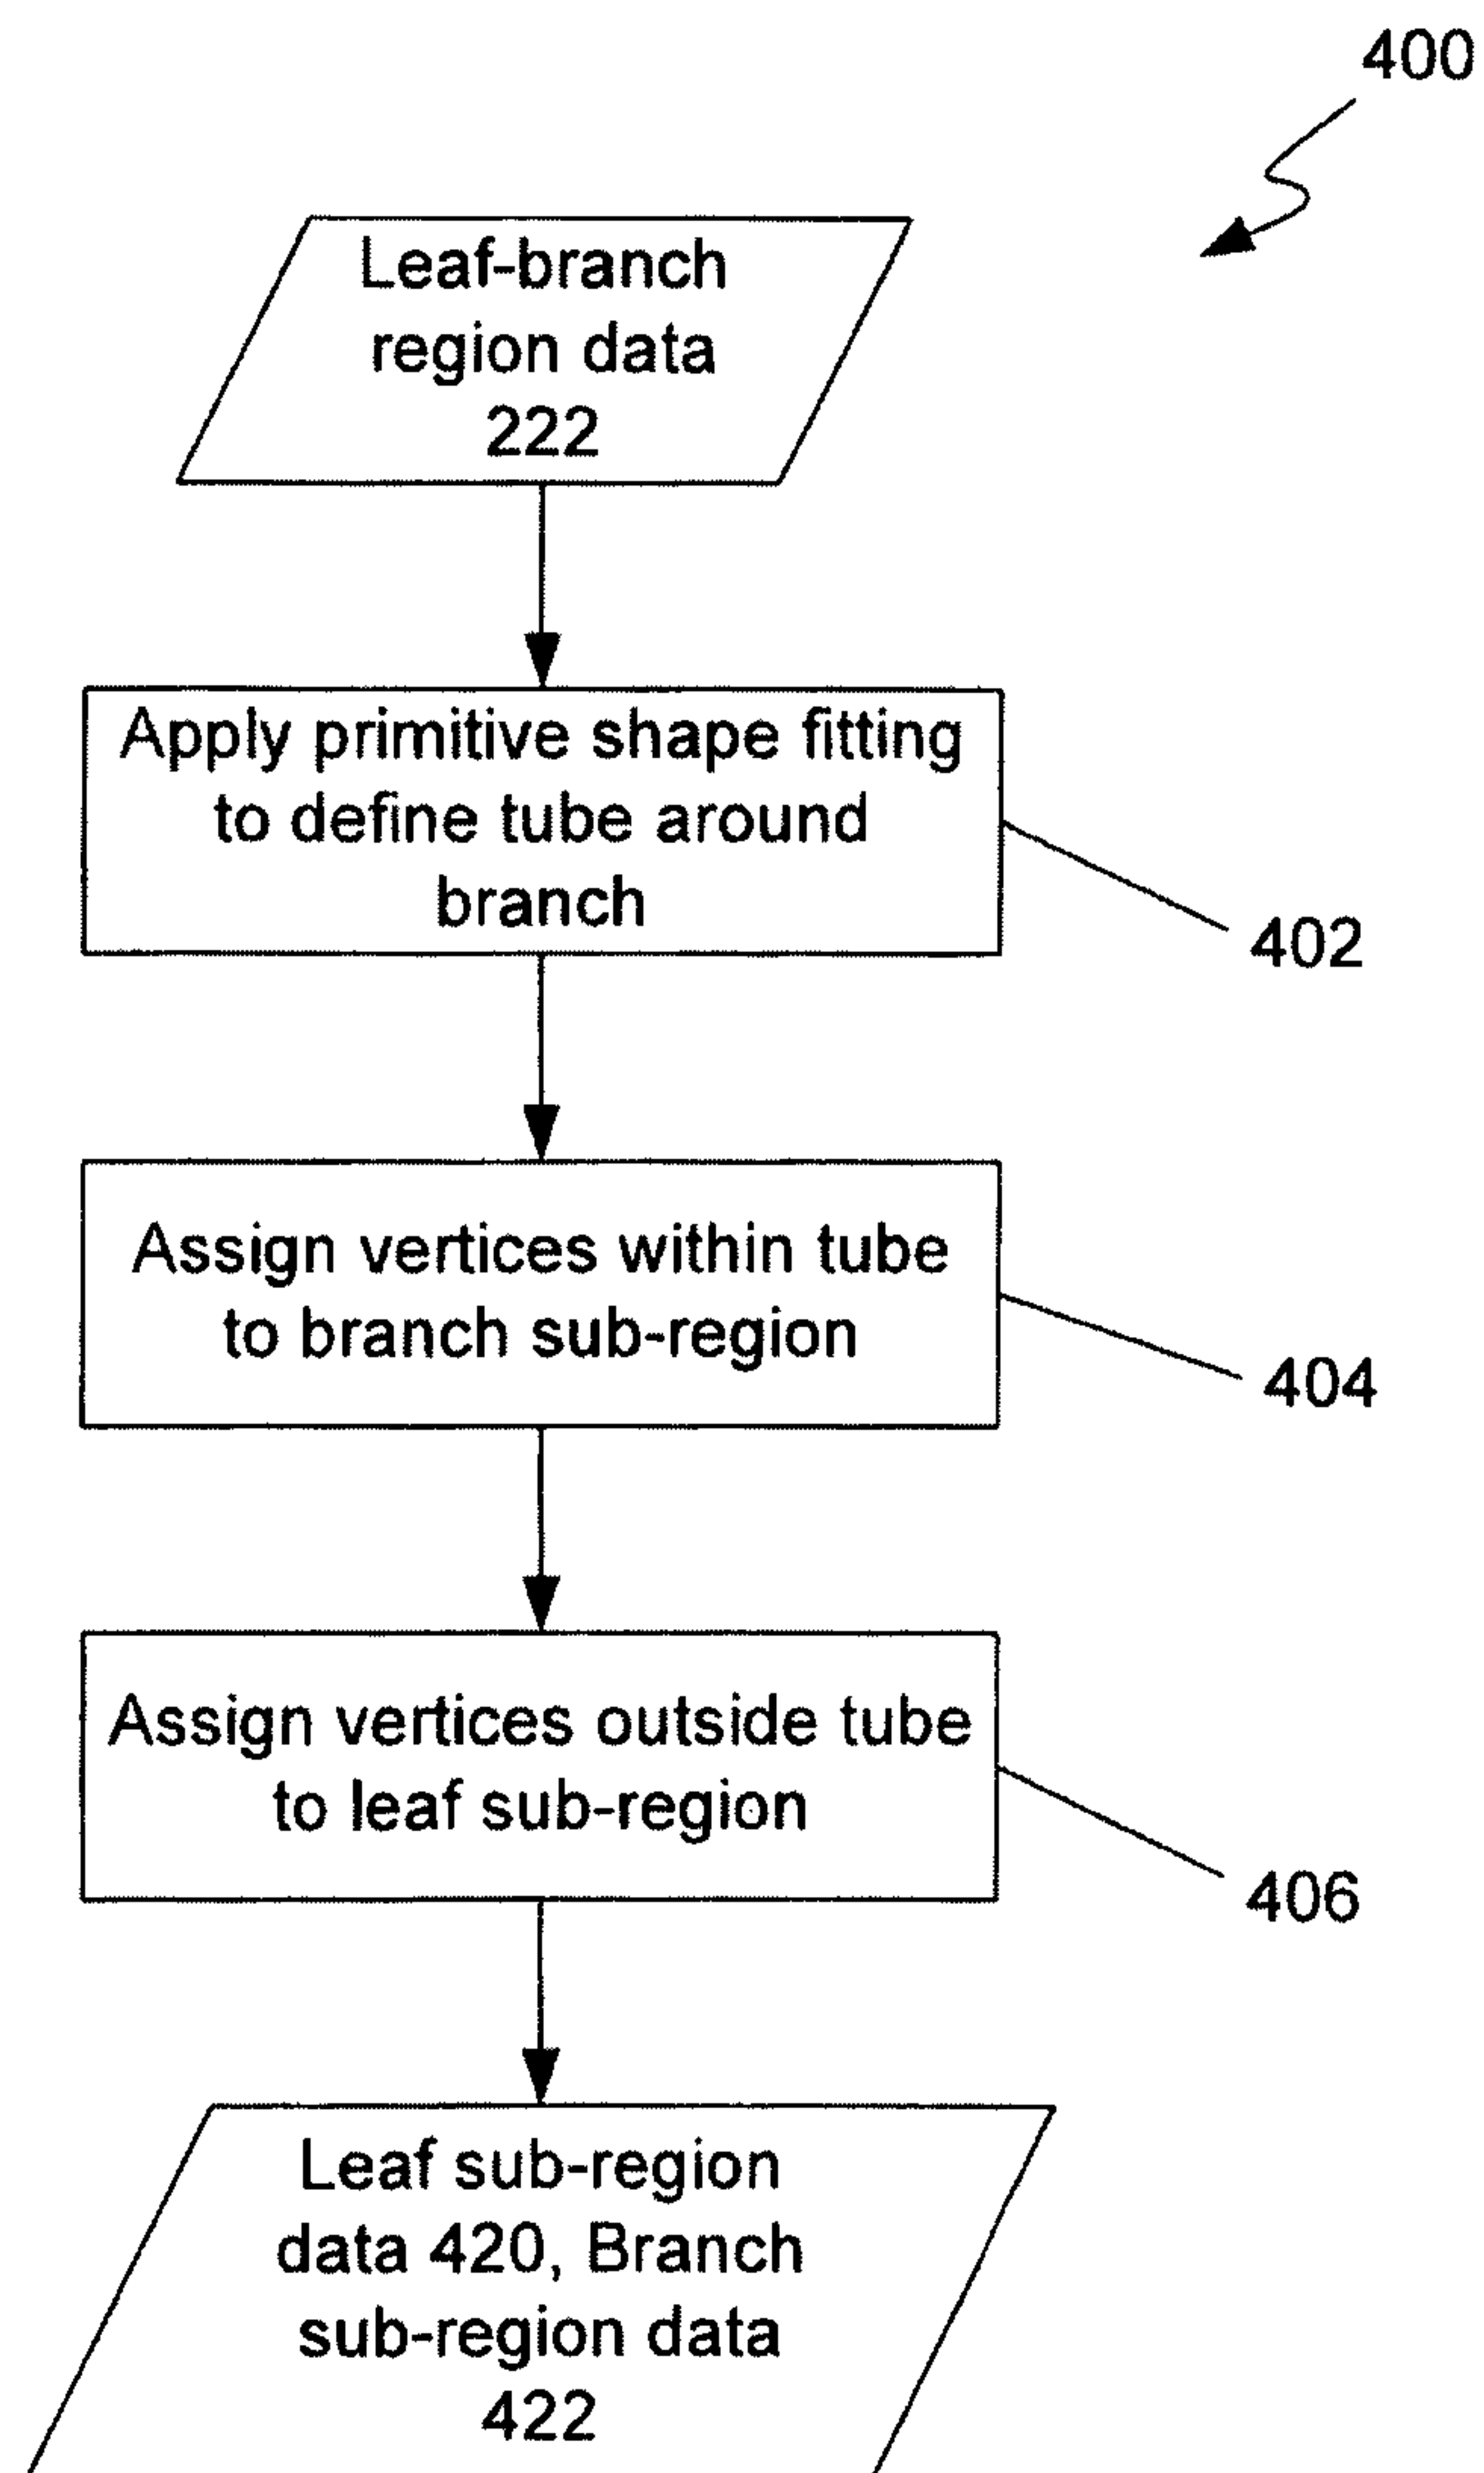 400
Leaf-branch
region data
222
Apply primitive shape fitting
to define tube around
branch
402
Assign vertices within tube
to branch sub-region
404
Assign vertices outside tube
to leaf sub-region
406
Leaf sub-region
data 420, Branch
sub-region data
422